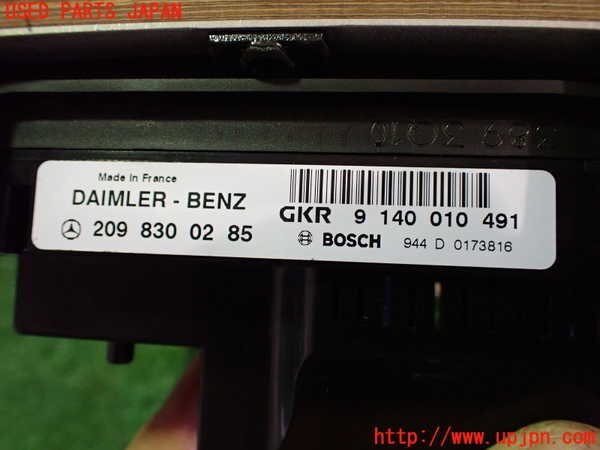 USED PARTS JAPAN
Made in France
DAIMLER - BENZ
209 830 02 85
GKR 9 140 010 491
BOSCH 944 D 0173816
http://www.upjpn.com